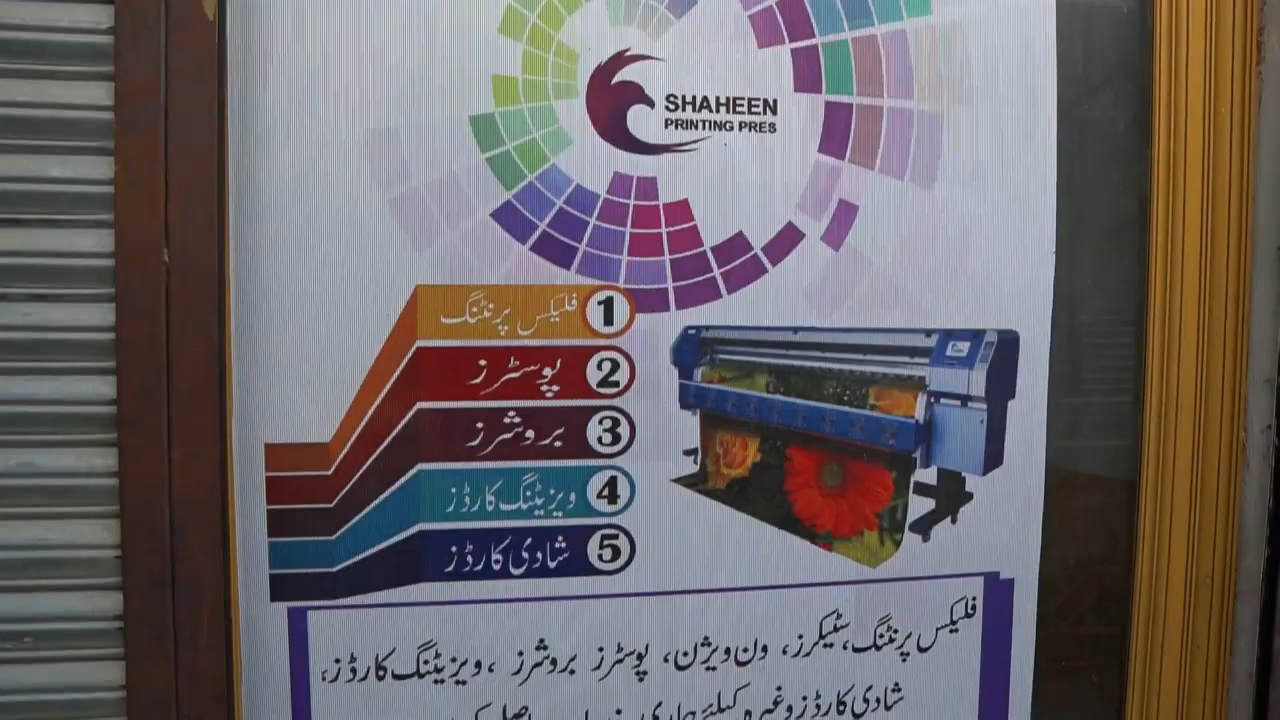 SHAHEEN
PRINTING PRES
1 فلیکس پرنٹنگ
2 پوسٹرز
3 بروشرز
4 ویزیٹنگ کارڈز
5 شادی کارڈز
فلیکس پرنٹنگ، سٹیکرز، ون ویژن، پوسٹرز بروشرز ، ویزیٹنگ کارڈز،
شادی کارڈز وغیرہ کیلئے ہماری